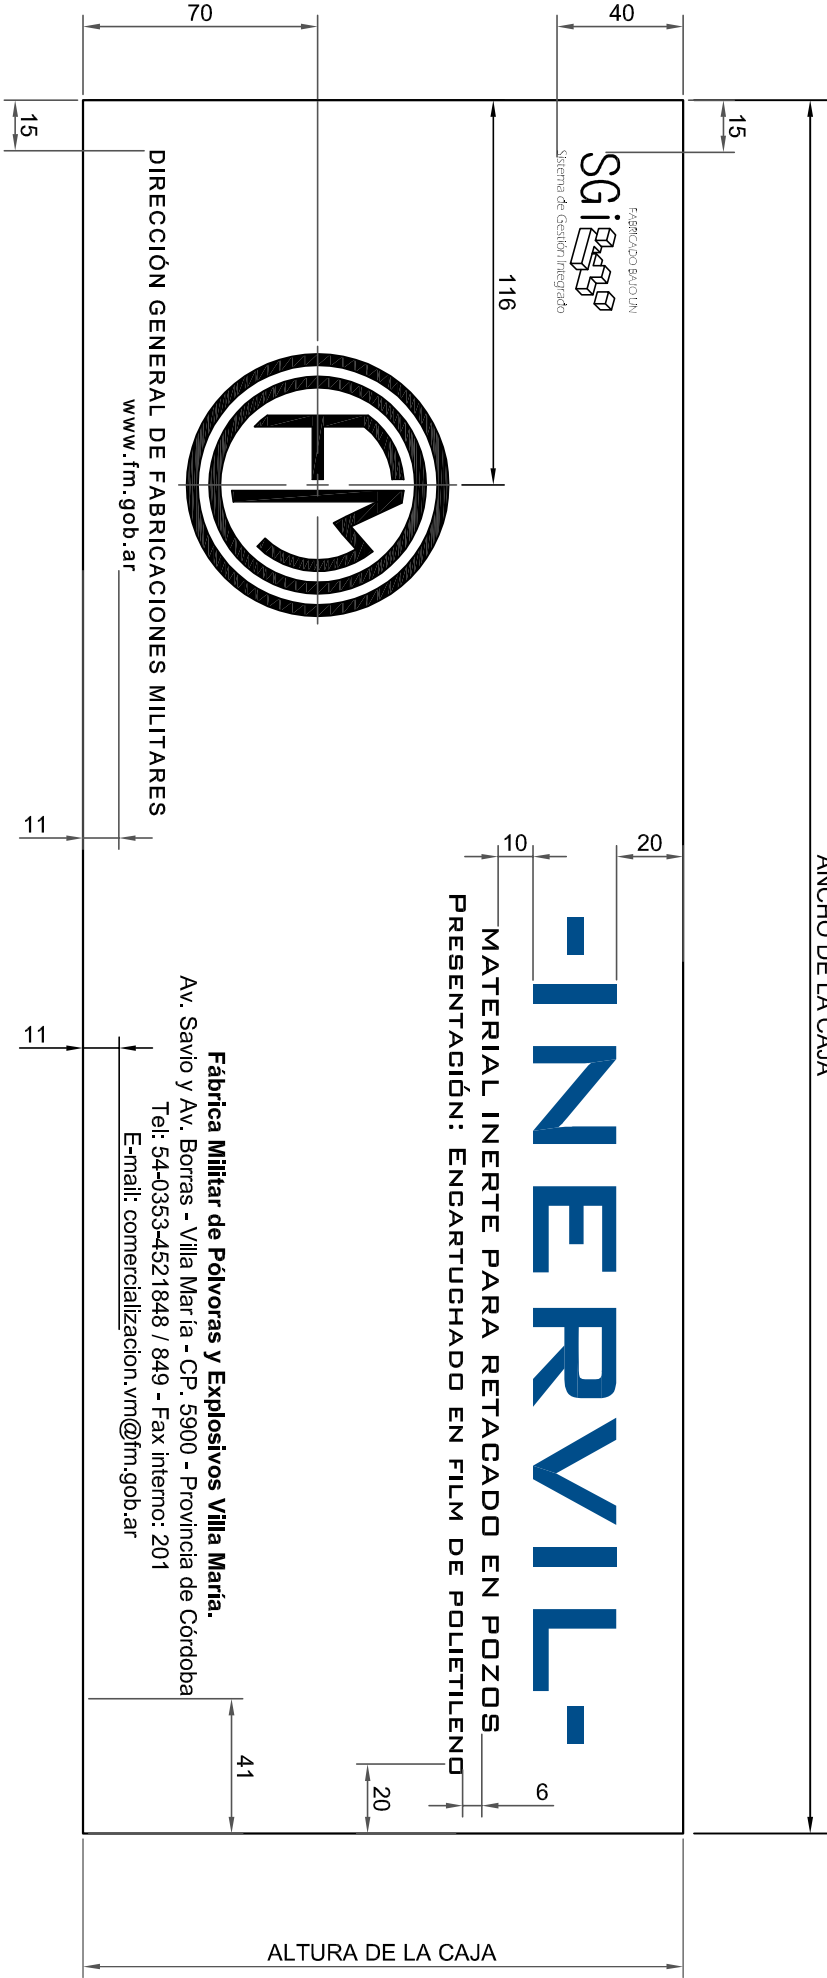 ANCHO DE LA CAJA
ALTURA DE LA CAJA
FABRICADO BAJO UN
SGi
Sistema de Gestión Integrado
-INERVIL-
MATERIAL INERTE PARA RETACADO EN POZOS
PRESENTACIÓN: ENCARTUCHADO EN FILM DE POLIETILENO
FM
DIRECCIÓN GENERAL DE FABRICACIONES MILITARES
www.fm.gob.ar
Fábrica Militar de Pólvoras y Explosivos Villa María.
Av. Savio y Av. Borras - Villa María - CP. 5900 - Provincia de Córdoba
Tel: 54-0353-4521848 / 849 - Fax interno: 201
E-mail: comercializacion.vm@fm.gob.ar
70
40
15
15
116
11
11
10
20
41
20
6